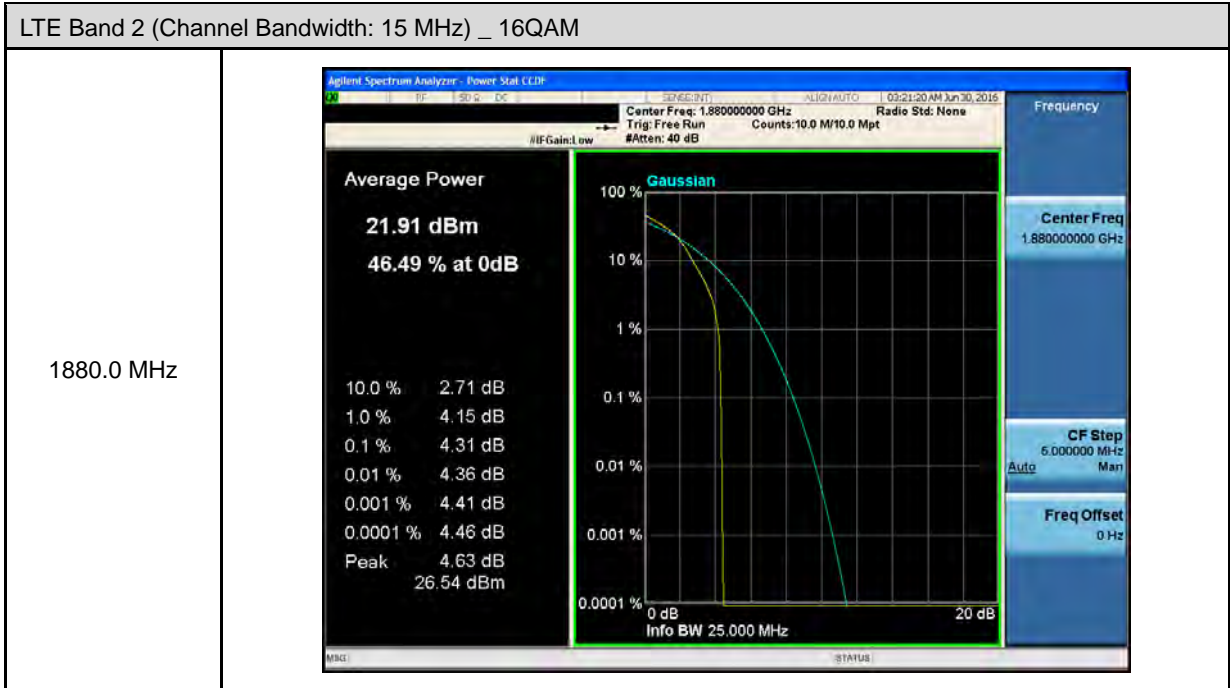 LTE Band 2 (Channel Bandwidth: 15 MHz) _ 16QAM
1880.0 MHz
Agilent Spectrum Analyzer - Power Stat CCDF
RF 50 Ω DC SENSE:INT ALIGN AUTO 03:21:20 AM Jun 30, 2016
Center Freq: 1.880000000 GHz Radio Std: None
Trig: Free Run Counts:10.0 M/10.0 Mpt
#IFGain:Low #Atten: 40 dB
Frequency
Average Power
21.91 dBm
46.49 % at 0dB
10.0 % 2.71 dB
1.0 % 4.15 dB
0.1 % 4.31 dB
0.01 % 4.36 dB
0.001 % 4.41 dB
0.0001 % 4.46 dB
Peak 4.63 dB
26.54 dBm
Gaussian
100 %
10 %
1 %
0.1 %
0.01 %
0.001 %
0.0001 %
0 dB 20 dB
Info BW 25.000 MHz
Center Freq
1.880000000 GHz
CF Step
5.000000 MHz
Auto Man
Freq Offset
0 Hz
MSG STATUS